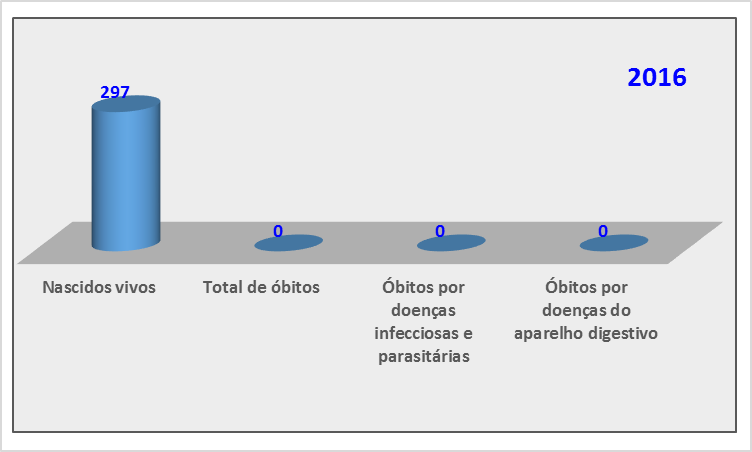 2016
297
0
0
0
Nascidos vivos
Total de óbitos
Óbitos por
doenças
infecciosas e
parasitárias
Óbitos por
doenças do
aparelho digestivo